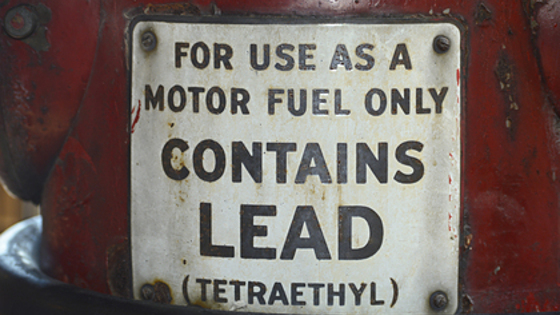 FOR USE AS A
MOTOR FUEL ONLY
CONTAINS
LEAD
(TETRAETHYL)